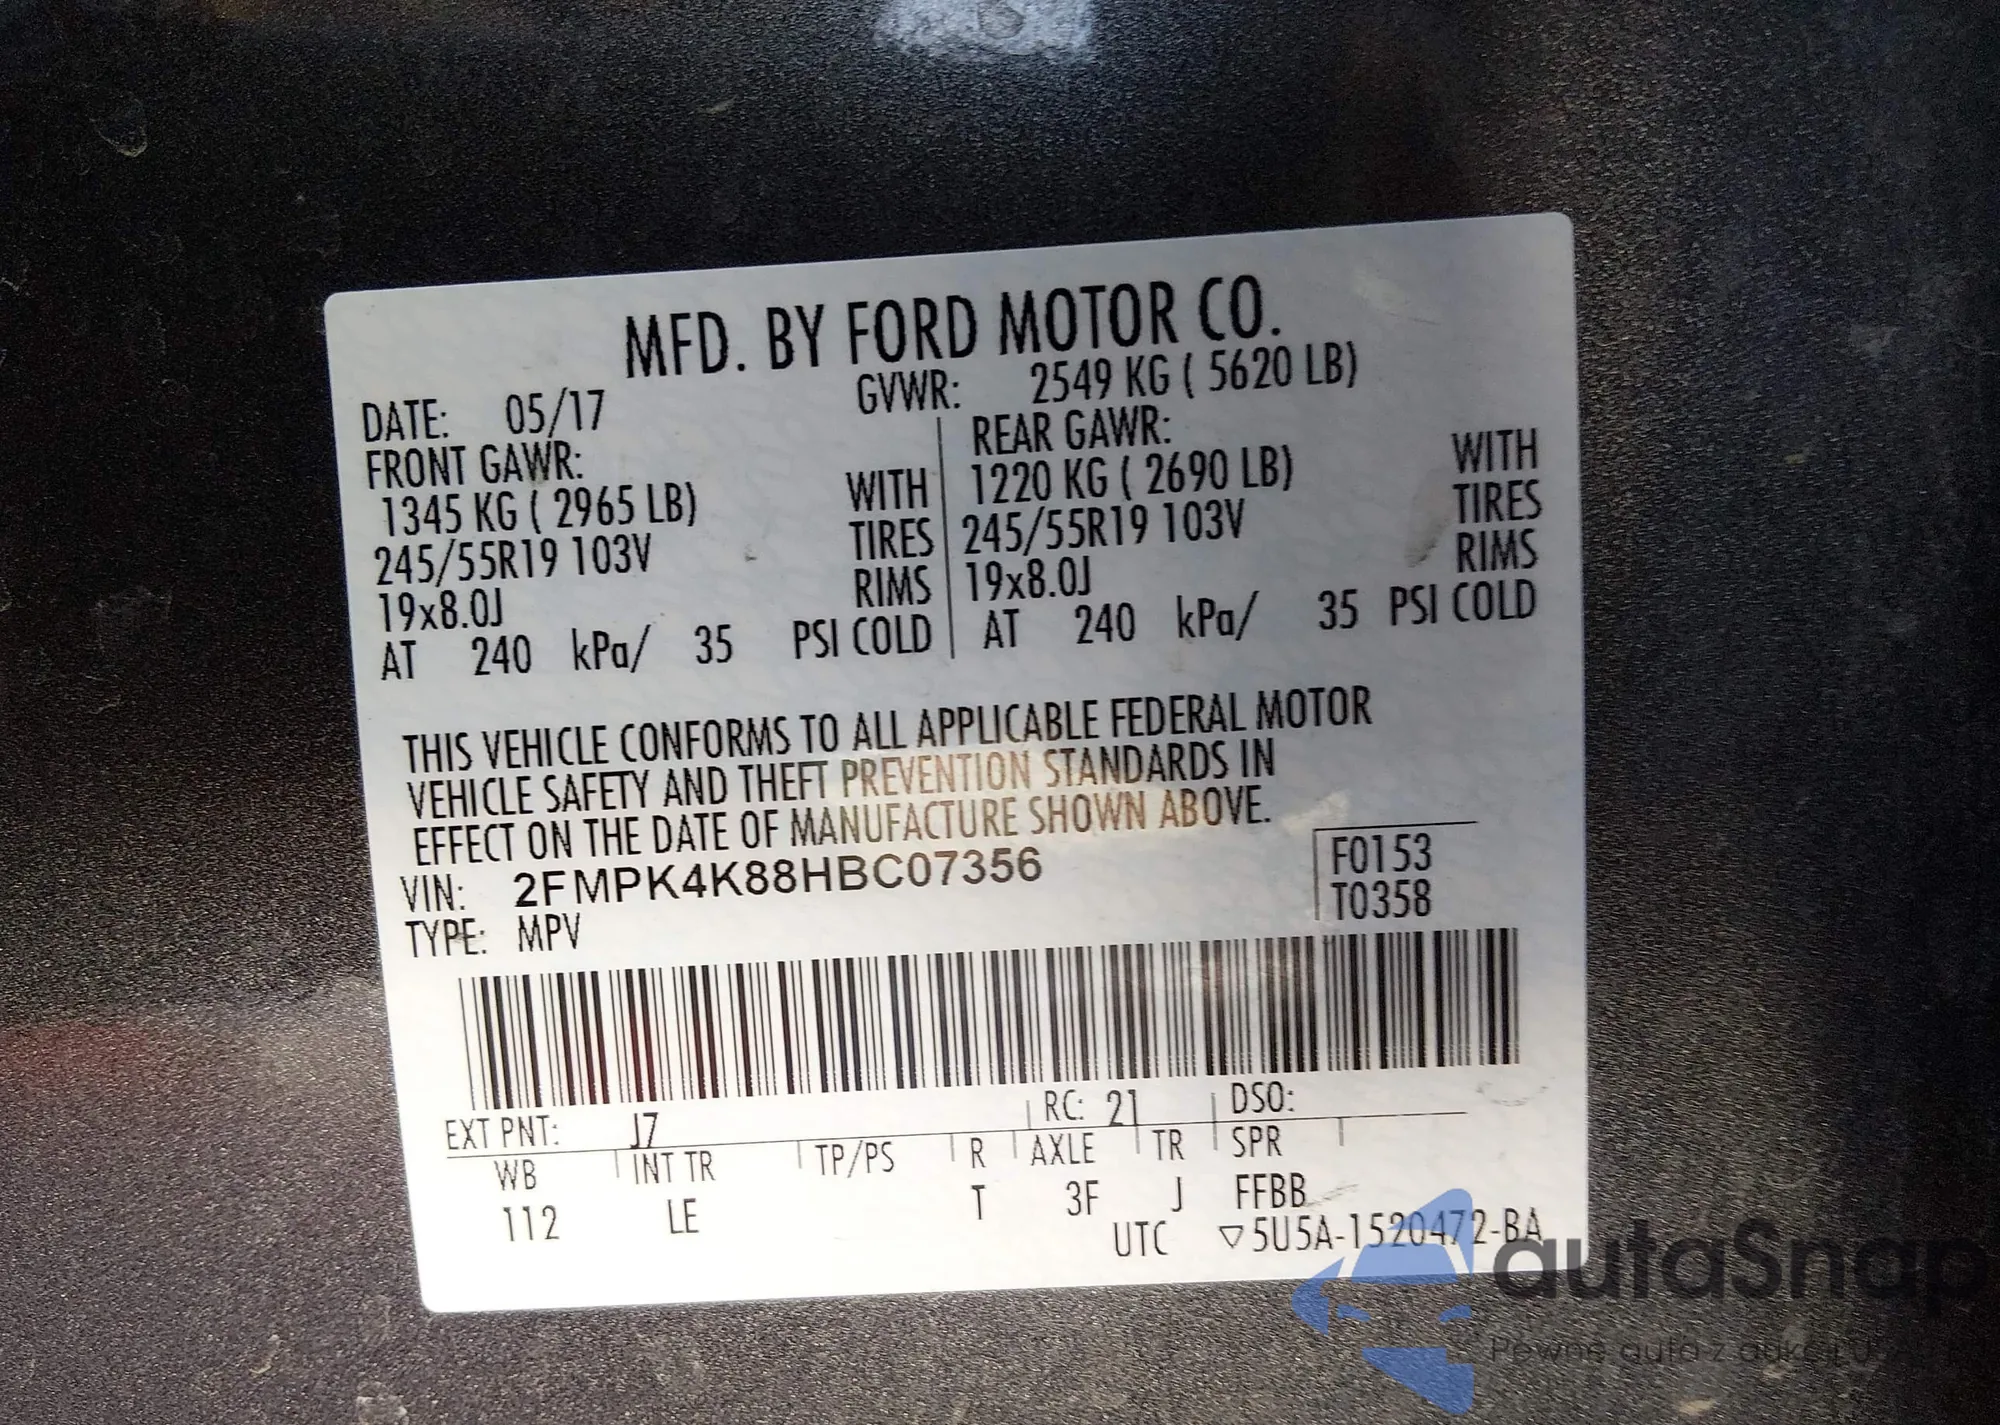 MFD. BY FORD MOTOR CO.
DATE: 05/17 GVWR: 2549 KG ( 5620 LB)
FRONT GAWR: REAR GAWR:
1345 KG ( 2965 LB) WITH 1220 KG ( 2690 LB) WITH
245/55R19 103V TIRES 245/55R19 103V TIRES
19x8.0J RIMS 19x8.0J RIMS
AT 240 kPa/ 35 PSI COLD AT 240 kPa/ 35 PSI COLD
THIS VEHICLE CONFORMS TO ALL APPLICABLE FEDERAL MOTOR
VEHICLE SAFETY AND THEFT PREVENTION STANDARDS IN
EFFECT ON THE DATE OF MANUFACTURE SHOWN ABOVE.
VIN: 2FMPK4K88HBC07356 F0153
TYPE: MPV T0358
EXT PNT: J7 RC: 21 DSO:
WB INT TR TP/PS R AXLE TR SPR
112 LE T 3F J FFBB
UTC ▽5U5A-1520472-BA
autaSnap
Pewne auto z aukcji U